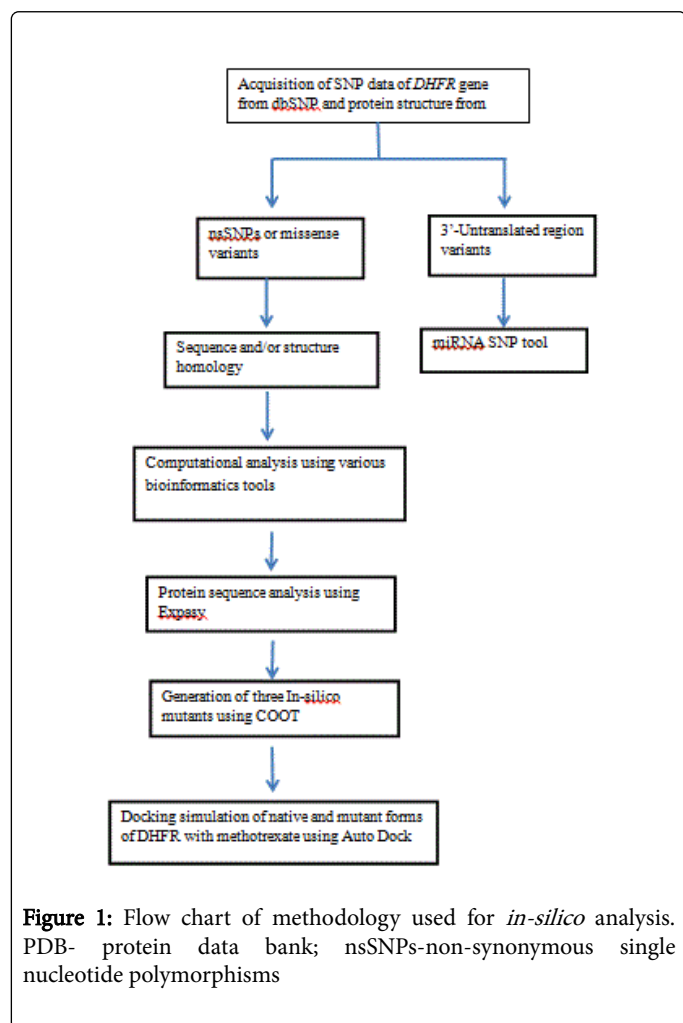 Acquisition of SNP data of DHFR gene
from dbSNP and protein structure from
nsSNPs or missense
variants
3’-Untranslated region
variants
Sequence and/or structure
homology
miRNA SNP tool
Computational analysis using various
bioinformatics tools
Protein sequence analysis using
Expasy
Generation of three In-silico
mutants using COOT
Docking simulation of native and mutant forms
of DHFR with methotrexate using Auto Dock
Figure 1: Flow chart of methodology used for in-silico analysis.
PDB- protein data bank; nsSNPs-non-synonymous single
nucleotide polymorphisms